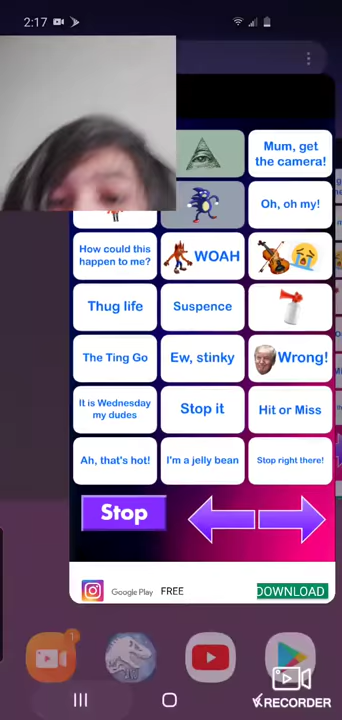 2:17
Mum, get
the camera!
Oh, oh my!
How could this
happen to me?
WOAH
Thug life
Suspence
The Ting Go
Ew, stinky
Wrong!
It is Wednesday
my dudes
Stop it
Hit or Miss
Ah, that's hot!
I'm a jelly bean
Stop right there!
Stop
Google Play
FREE
DOWNLOAD
1
RECORDER